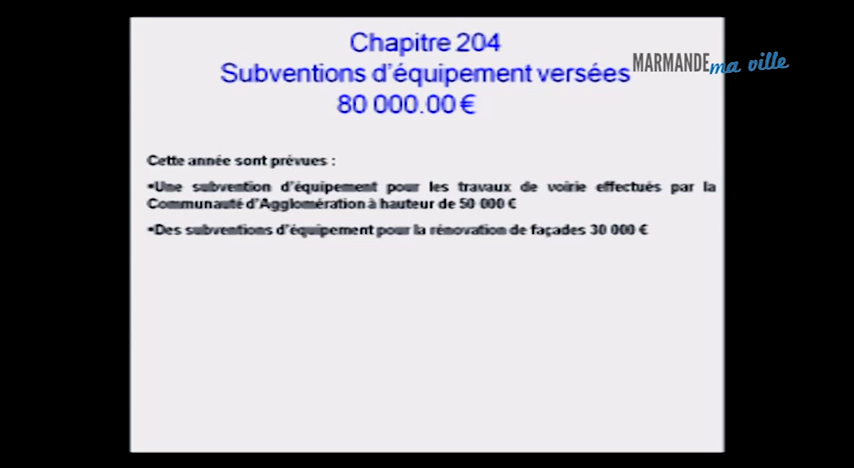 Chapitre 204
Subventions d'équipement versées
80 000.00 €
MARMANDE ma ville
Cette année sont prévues :
•Une subvention d'équipement pour les travaux de voirie effectués par la
Communauté d'Agglomération à hauteur de 50 000 €
•Des subventions d'équipement pour la rénovation de façades 30 000 €